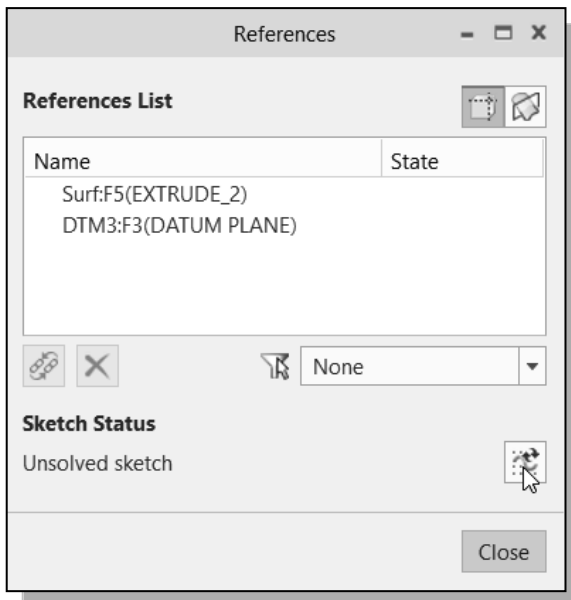 References
References List
Name State
Surf:F5(EXTRUDE_2)
DTM3:F3(DATUM PLANE)
None
Sketch Status
Unsolved sketch
Close